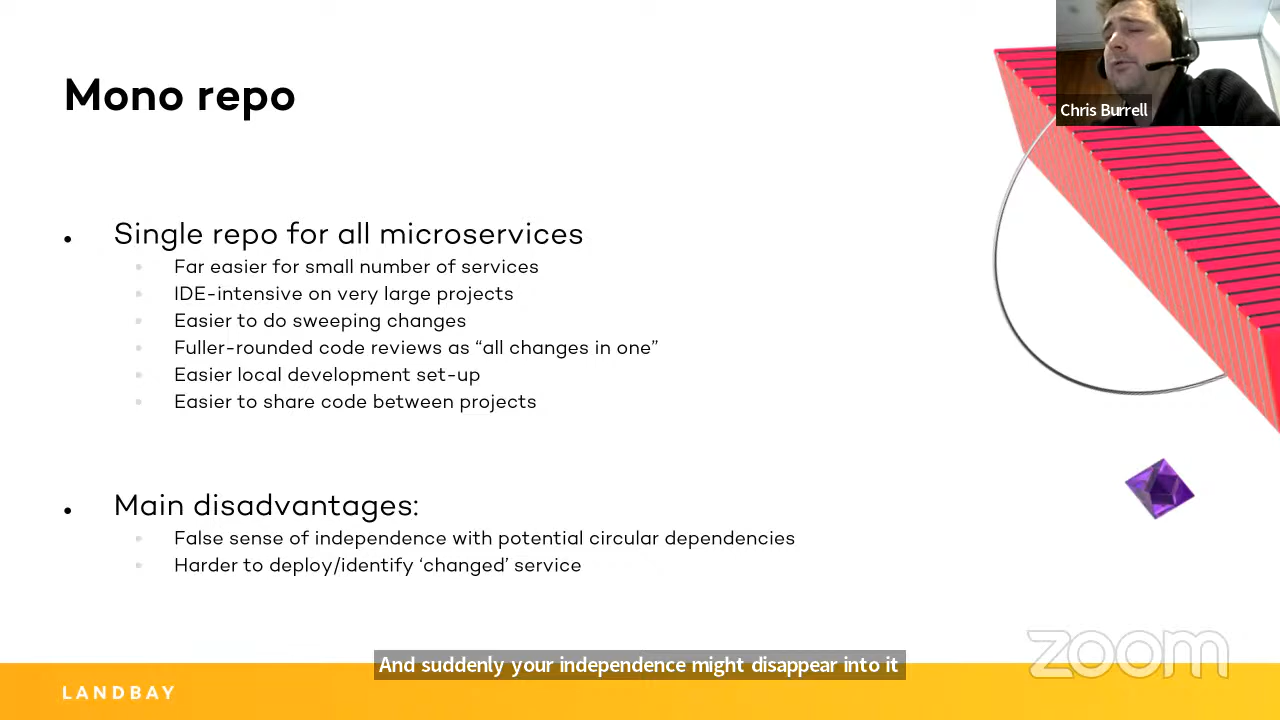 Mono repo
Chris Burrell
Single repo for all microservices
Far easier for small number of services
IDE-intensive on very large projects
Easier to do sweeping changes
Fuller-rounded code reviews as “all changes in one”
Easier local development set-up
Easier to share code between projects
Main disadvantages:
False sense of independence with potential circular dependencies
Harder to deploy/identify ‘changed’ service
zoom
And suddenly your independence might disappear into it
LANDBAY